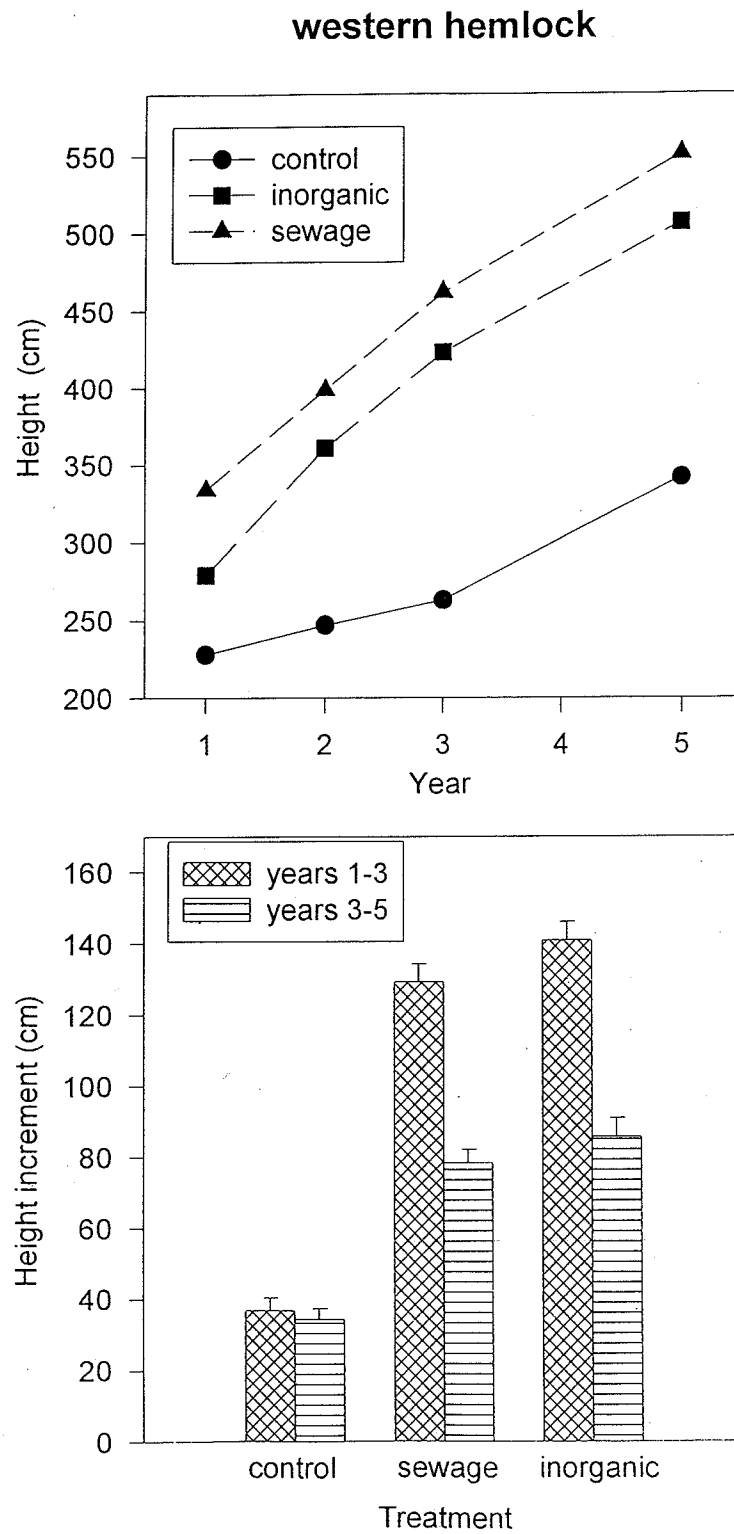 western hemlock
control
inorganic
sewage
550
500
450
400
350
300
250
200
Height (cm)
1 2 3 4 5
Year
years 1-3
years 3-5
160
140
120
100
80
60
40
20
0
Height increment (cm)
control sewage inorganic
Treatment